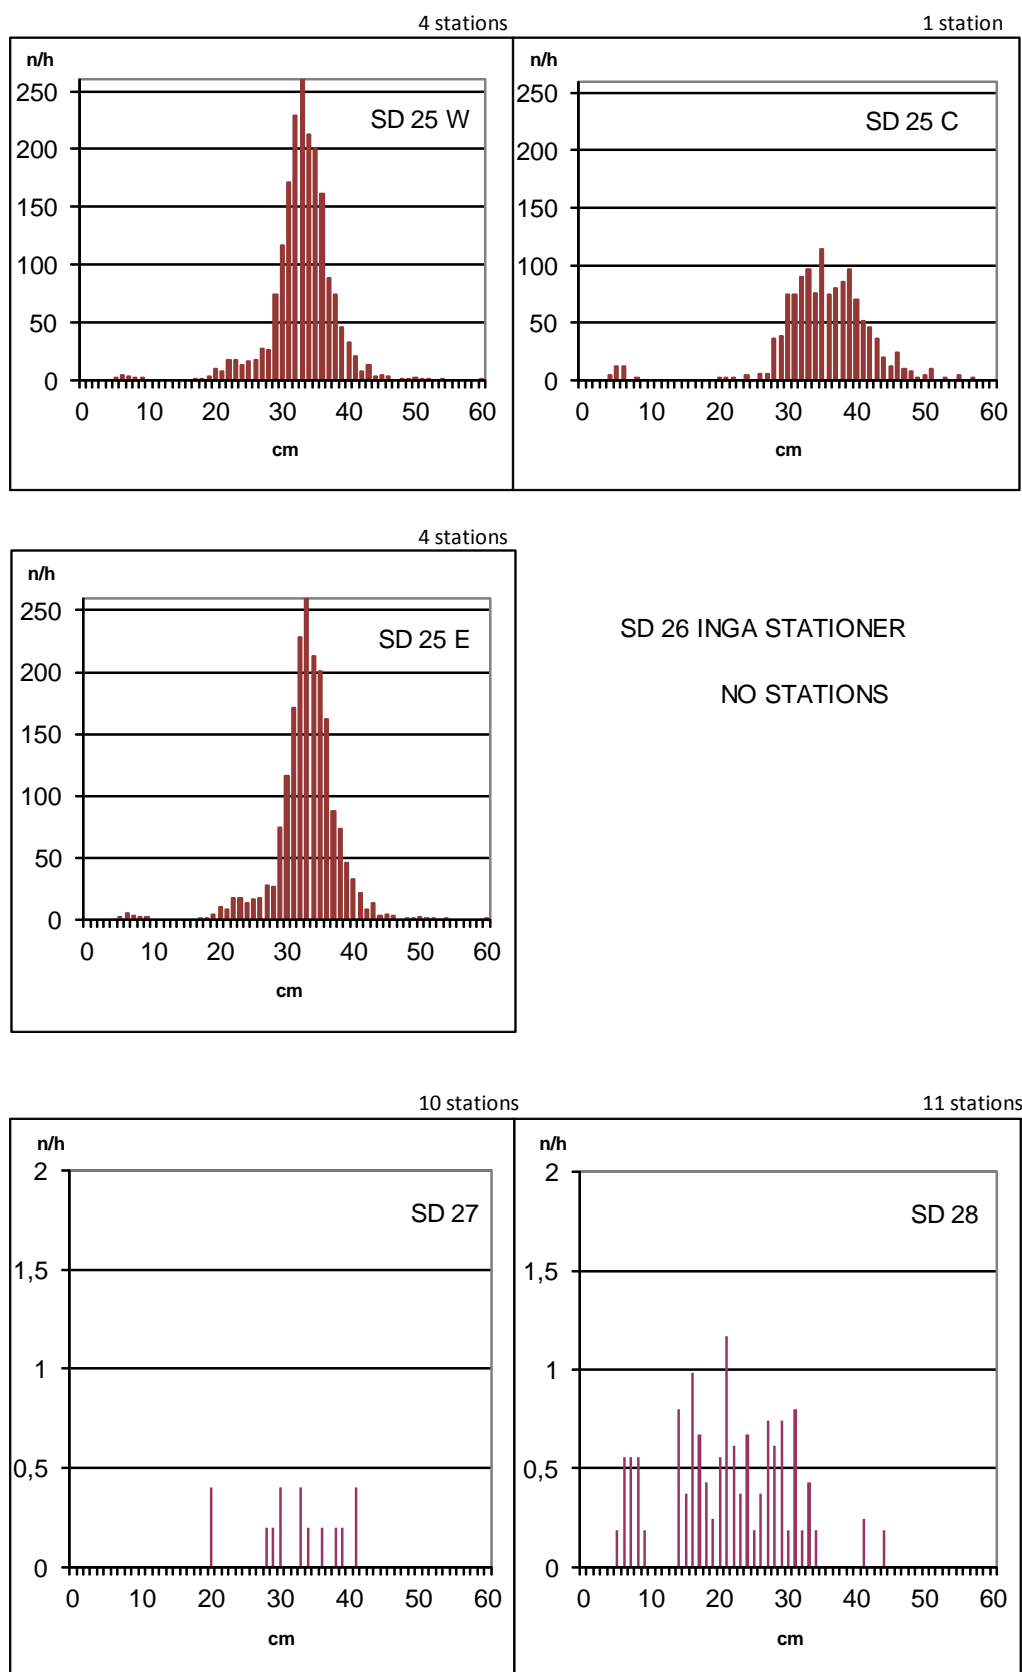 4 stations
1 station
n/h
250
200
150
100
50
0
SD 25 W
0 10 20 30 40 50 60
cm
n/h
250
200
150
100
50
0
SD 25 C
0 10 20 30 40 50 60
cm
4 stations
n/h
250
200
150
100
50
0
SD 25 E
0 10 20 30 40 50 60
cm
SD 26 INGA STATIONER
NO STATIONS
10 stations
11 stations
n/h
2
1,5
1
0,5
0
SD 27
0 10 20 30 40 50 60
cm
n/h
2
1,5
1
0,5
0
SD 28
0 10 20 30 40 50 60
cm